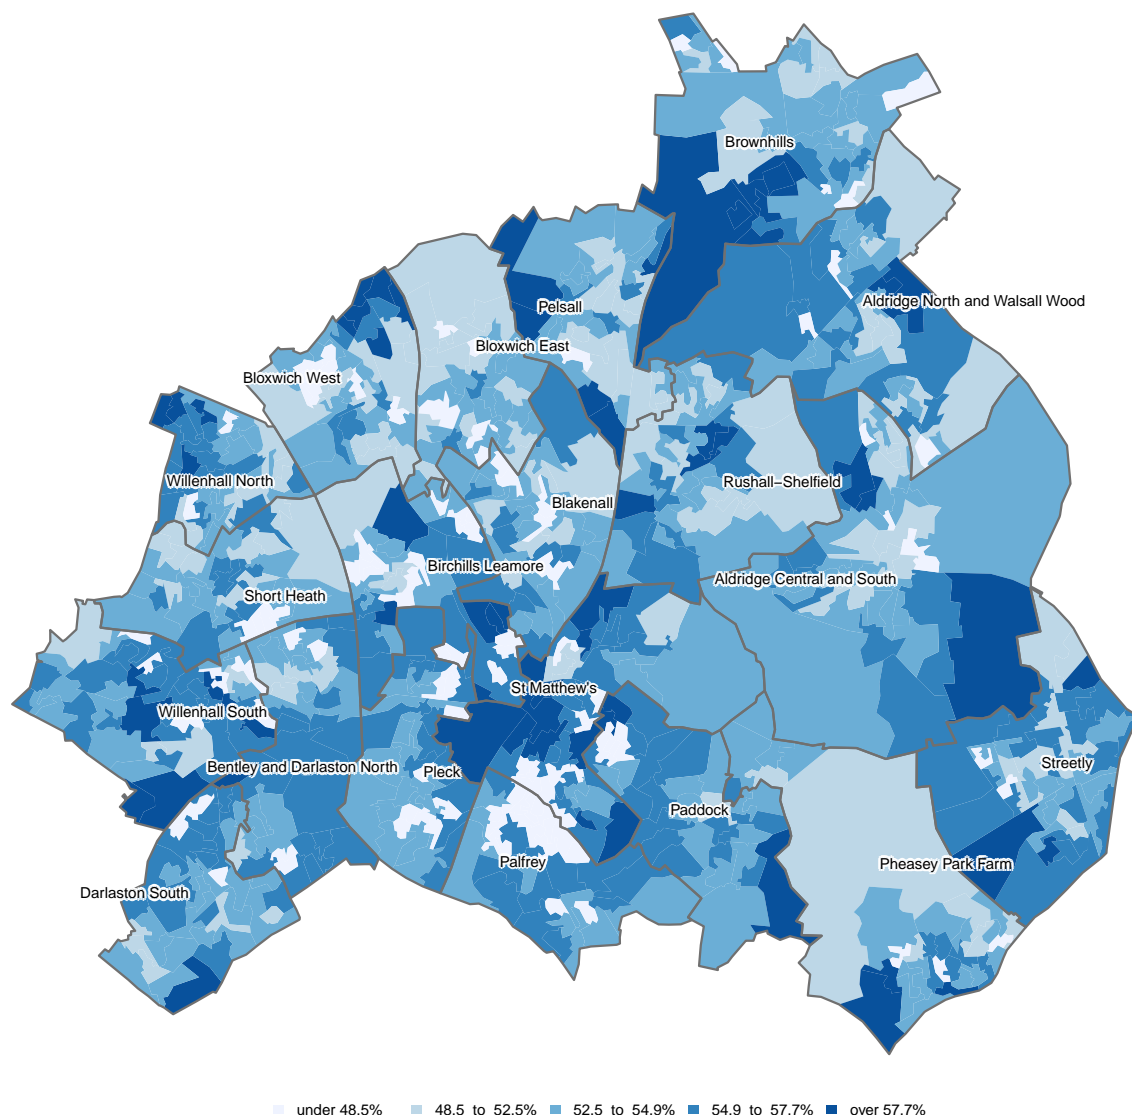 Brownhills
Aldridge North and Walsall Wood
Pelsall
Bloxwich East
Bloxwich West
Willenhall North
Rushall−Shelfield
Blakenall
Birchills Leamore
Aldridge Central and South
Short Heath
St Matthew's
Willenhall South
Bentley and Darlaston North
Pleck
Streetly
Paddock
Palfrey
Pheasey Park Farm
Darlaston South
under 48.5% 48.5 to 52.5% 52.5 to 54.9% 54.9 to 57.7% over 57.7%